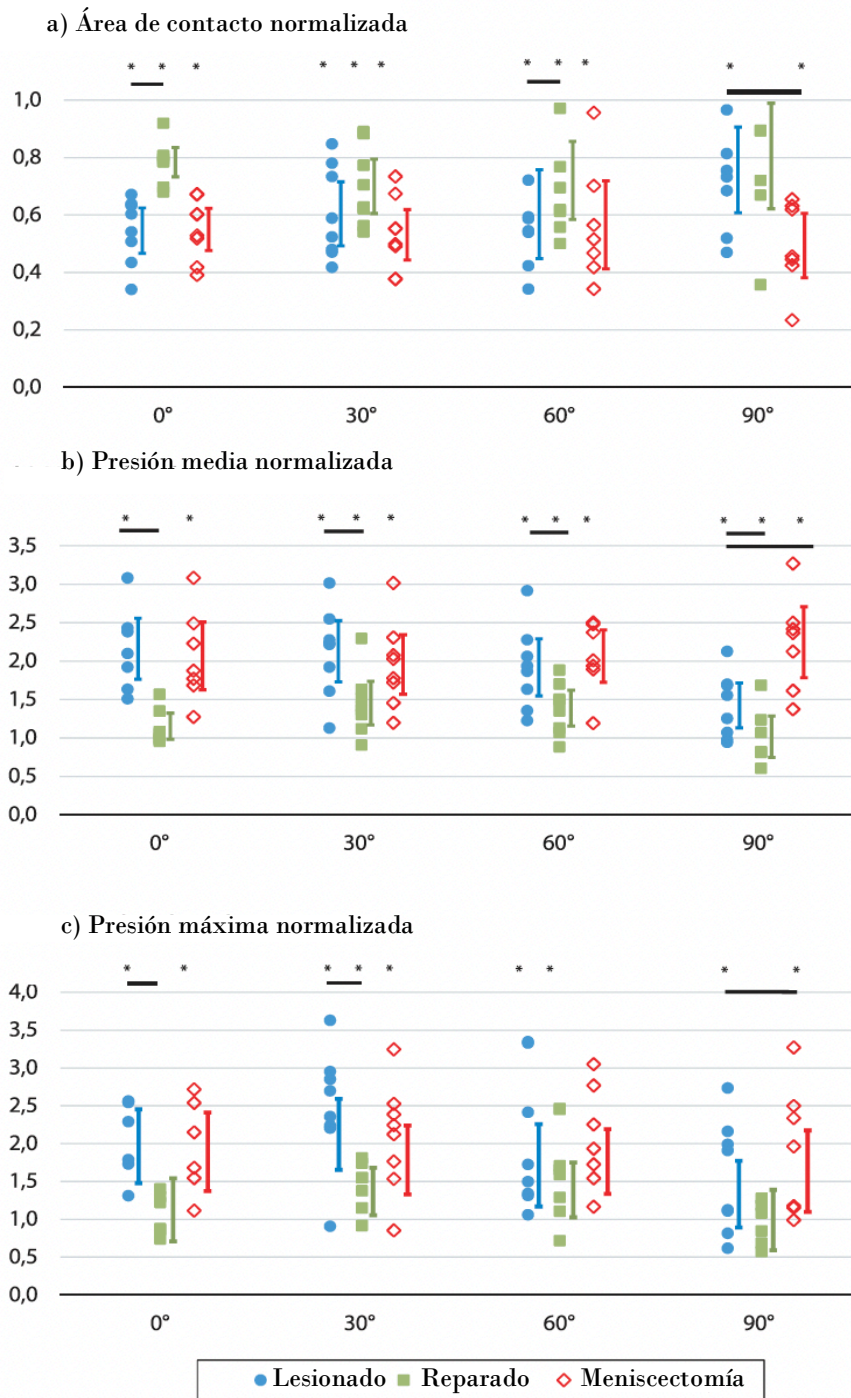 a) Área de contacto normalizada
* * * * * * * * * * *
1,0
0,8
0,6
0,4
0,2
0,0
0° 30° 60° 90°
b) Presión media normalizada
* * * * * * * * * * *
3,5
3,0
2,5
2,0
1,5
1,0
0,5
0,0
0° 30° 60° 90°
c) Presión máxima normalizada
* * * * * * * * *
4,0
3,5
3,0
2,5
2,0
1,5
1,0
0,5
0,0
0° 30° 60° 90°
Lesionado Reparado Meniscectomía